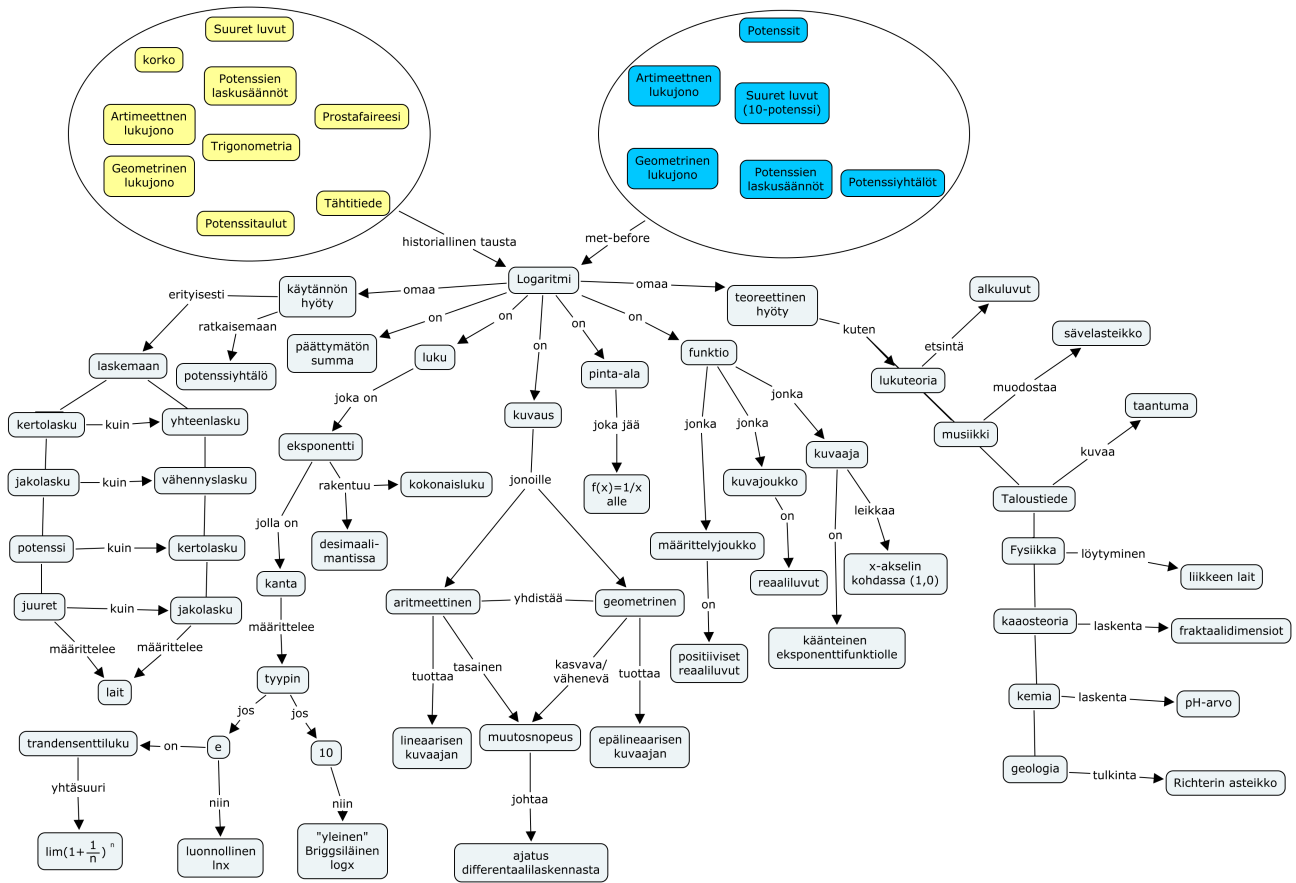 Suuret luvut
korko
Potenssien
laskusäännöt
Artimeettnen
lukujono
Prostafaireesi
Trigonometria
Geometrinen
lukujono
Tähtitiede
Potenssitaulut
Potenssit
Artimeettnen
lukujono
Suuret luvut
(10-potenssi)
Geometrinen
lukujono
Potenssien
laskusäännöt
Potenssiyhtälöt
historiallinen tausta
met-before
Logaritmi
omaa
käytännön
hyöty
erityisesti
ratkaisemaan
potenssiyhtälö
laskemaan
kertolasku
kuin
yhteenlasku
jakolasku
kuin
vähennyslasku
potenssi
kuin
kertolasku
juuret
kuin
jakolasku
määrittelee
määrittelee
lait
on
päättymätön
summa
on
luku
joka on
eksponentti
rakentuu
kokonaisluku
desimaali-
mantissa
jolla on
kanta
määrittelee
tyypin
jos
jos
e
10
on
trandensenttiluku
yhtäsuuri
lim(1+1/n)^n
niin
luonnollinen
lnx
niin
"yleinen"
Briggsiläinen
logx
on
kuvaus
jonoille
aritmeettinen
yhdistää
geometrinen
tuottaa
tasainen
kasvava/
vähenevä
tuottaa
lineaarisen
kuvaajan
muutosnopeus
epälineaarisen
kuvaajan
johtaa
ajatus
differentaalilaskennasta
on
pinta-ala
joka jää
f(x)=1/x
alle
on
funktio
jonka
jonka
jonka
määrittelyjoukko
on
positiiviset
reaaliluvut
kuvajoukko
on
reaaliluvut
kuvaaja
leikkaa
on
x-akselin
kohdassa (1,0)
käänteinen
eksponenttifunktiolle
omaa
teoreettinen
hyöty
kuten
lukuteoria
etsintä
alkuluvut
musiikki
muodostaa
sävelasteikko
Taloustiede
kuvaa
taantuma
Fysiikka
löytyminen
liikkeen lait
kaaosteoria
laskenta
fraktaalidimensiot
kemia
laskenta
pH-arvo
geologia
tulkinta
Richterin asteikko